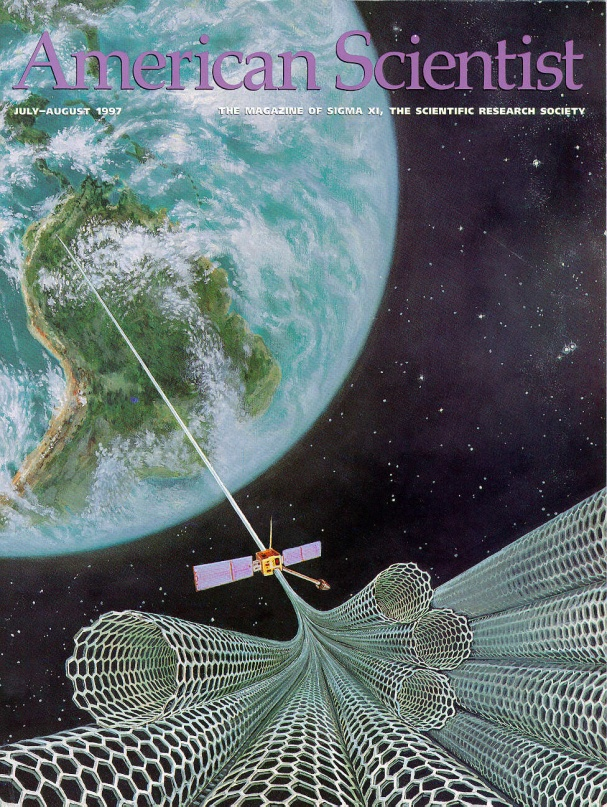 American Scientist
JULY–AUGUST 1997 THE MAGAZINE OF SIGMA XI, THE SCIENTIFIC RESEARCH SOCIETY